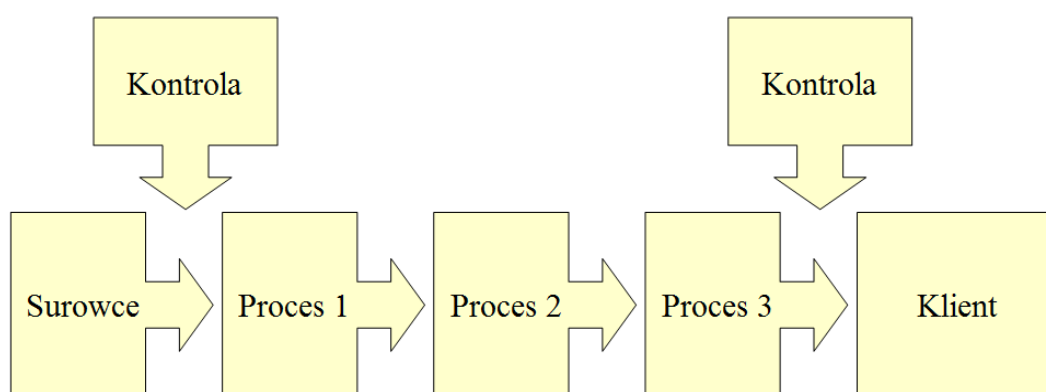 Kontrola
Kontrola
Surowce
Proces 1
Proces 2
Proces 3
Klient